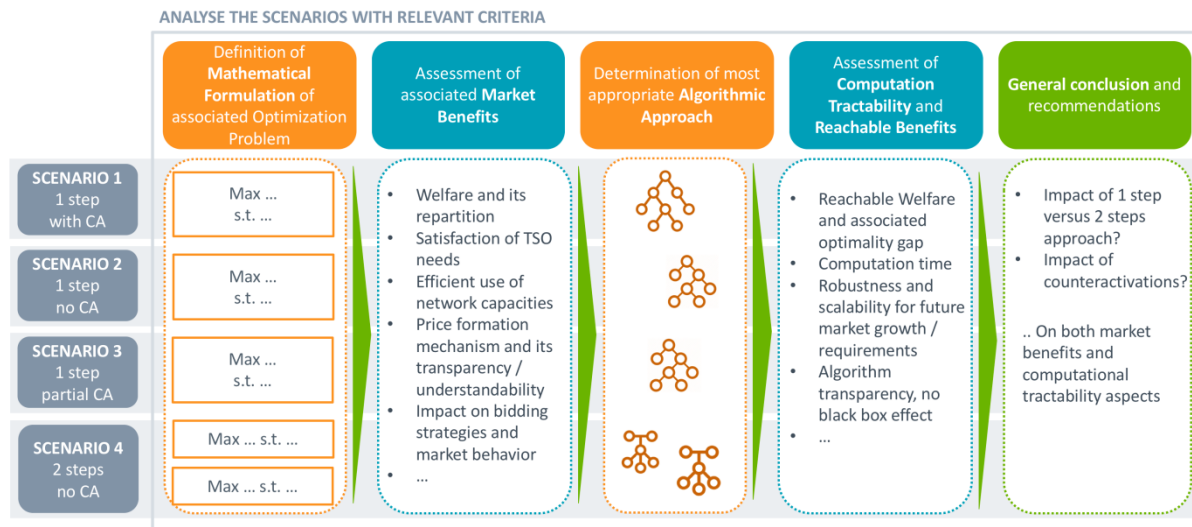 ANALYSE THE SCENARIOS WITH RELEVANT CRITERIA
Definition of
Mathematical
Formulation of
associated Optimization
Problem
Assessment of
associated Market
Benefits
Determination of most
appropriate Algorithmic
Approach
Assessment of
Computation
Tractability and
Reachable Benefits
General conclusion and
recommendations
SCENARIO 1
1 step
with CA
SCENARIO 2
1 step
no CA
SCENARIO 3
1 step
partial CA
SCENARIO 4
2 steps
no CA
Max ...
s.t. ...
Max ...
s.t. ...
Max ...
s.t. ...
Max ... s.t. ...
Max ... s.t. ...
• Welfare and its
repartition
• Satisfaction of TSO
needs
• Efficient use of
network capacities
• Price formation
mechanism and its
transparency /
understandability
• Impact on bidding
strategies and
market behavior
• ...
• Reachable Welfare
and associated
optimality gap
• Computation time
• Robustness and
scalability for future
market growth /
requirements
• Algorithm
transparency, no
black box effect
• ...
• Impact of 1 step
versus 2 steps
approach?
• Impact of
counteractivations?
.. On both market
benefits and
computational
tractability aspects